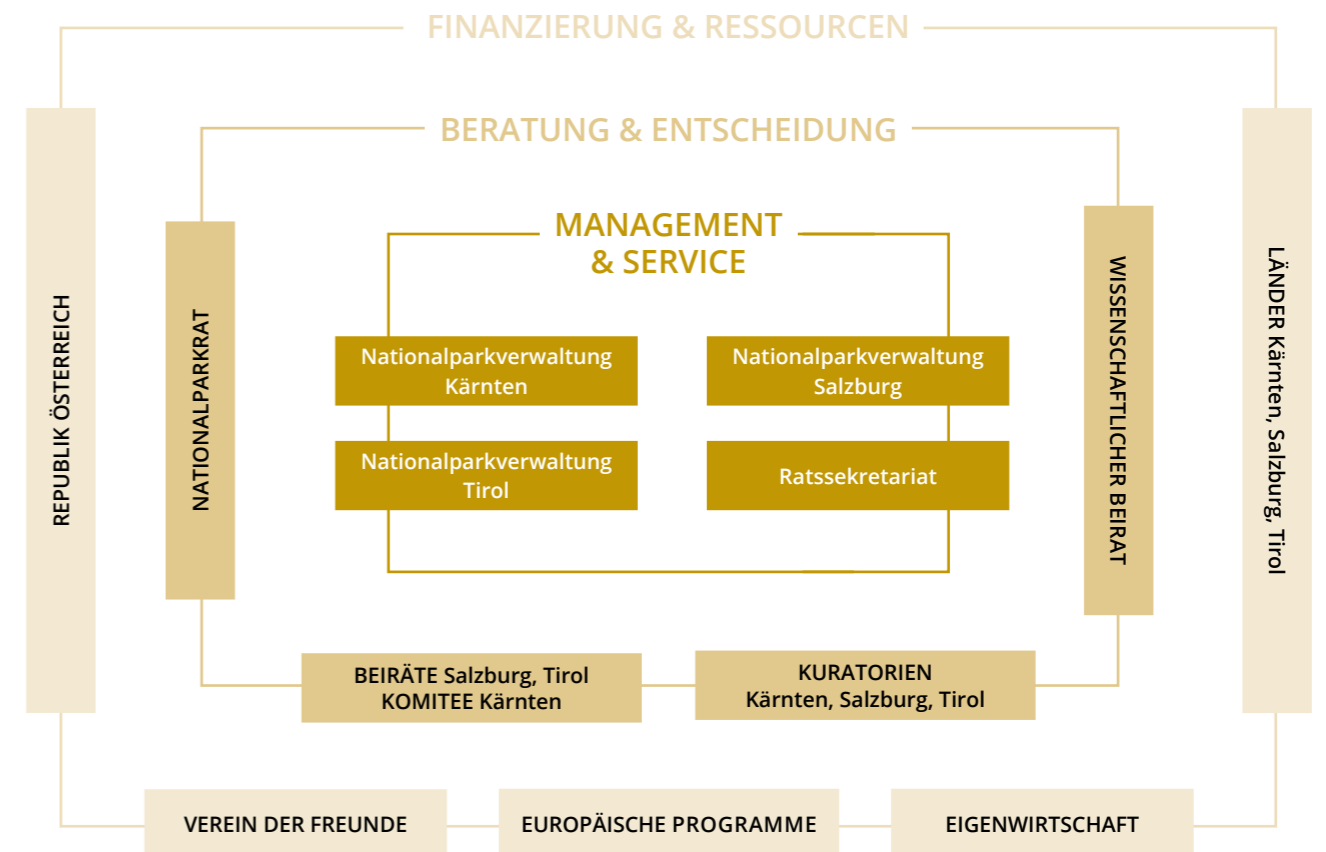 FINANZIERUNG & RESSOURCEN
BERATUNG & ENTSCHEIDUNG
MANAGEMENT
& SERVICE
REPUBLIK ÖSTERREICH
NATIONALPARKRAT
Nationalparkverwaltung
Kärnten
Nationalparkverwaltung
Salzburg
Nationalparkverwaltung
Tirol
Ratssekretariat
WISSENSCHAFTLICHER BEIRAT
LÄNDER Kärnten, Salzburg, Tirol
BEIRÄTE Salzburg, Tirol
KOMITEE Kärnten
KURATORIEN
Kärnten, Salzburg, Tirol
VEREIN DER FREUNDE
EUROPÄISCHE PROGRAMME
EIGENWIRTSCHAFT